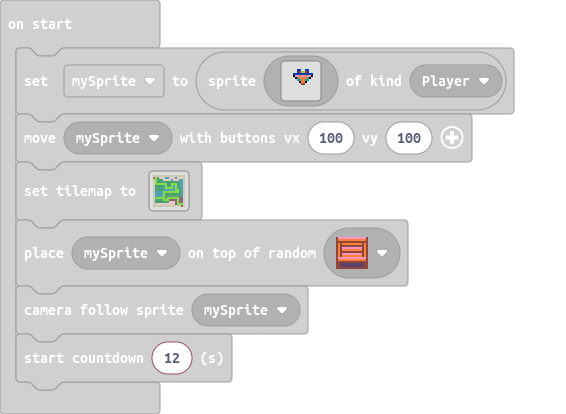 on start
set mySprite to sprite of kind Player
move mySprite with buttons vx 100 vy 100
set tilemap to
place mySprite on top of random
camera follow sprite mySprite
start countdown 12 (s)